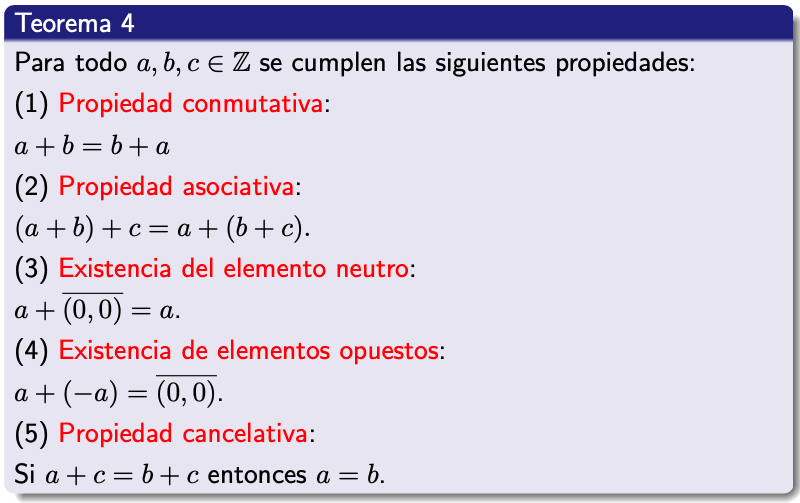 Teorema 4
Para todo $a, b, c \in \mathbb{Z}$ se cumplen las siguientes propiedades:
(1) Propiedad conmutativa:
$a + b = b + a$
(2) Propiedad asociativa:
$(a + b) + c = a + (b + c).$
(3) Existencia del elemento neutro:
$a + \overline{(0, 0)} = a.$
(4) Existencia de elementos opuestos:
$a + (-a) = \overline{(0, 0)}.$
(5) Propiedad cancelativa:
Si $a + c = b + c$ entonces $a = b.$